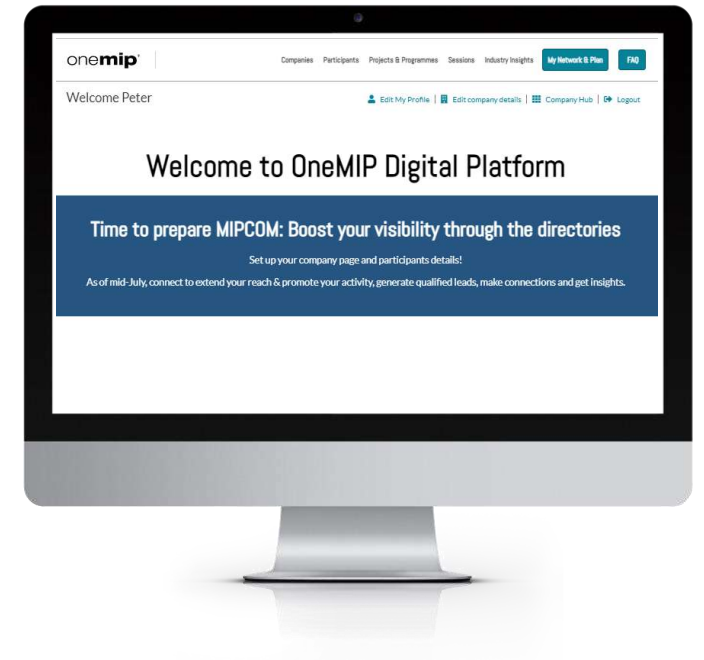 onemip
Companies Participants Projects & Programmes Sessions Industry Insights My Network & Plan FAQ
Welcome Peter
Edit My Profile | Edit company details | Company Hub | Logout
Welcome to OneMIP Digital Platform
Time to prepare MIPCOM: Boost your visibility through the directories
Set up your company page and participants details!
As of mid-July, connect to extend your reach & promote your activity, generate qualified leads, make connections and get insights.